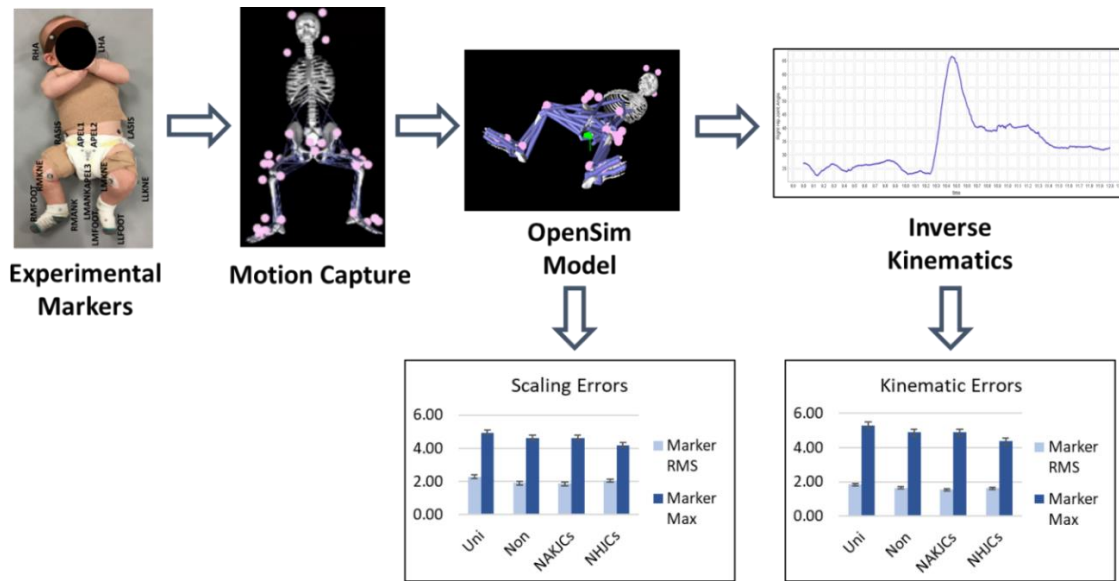 RHA
LHA
RASIS
APEL1
APEL2
LASIS
RMKNE
APEL3
LMKNE
LLKNE
RMFOOT
RMANK
LMANK
LMFOOT
LLFOOT
Experimental
Markers
Motion Capture
OpenSim
Model
Inverse
Kinematics
time
Scaling Errors
6.00
4.00
2.00
0.00
Uni
Non
NAKJCs
NHJCs
Marker
RMS
Marker
Max
Kinematic Errors
6.00
4.00
2.00
0.00
Uni
Non
NAKJCs
NHJCs
Marker
RMS
Marker
Max